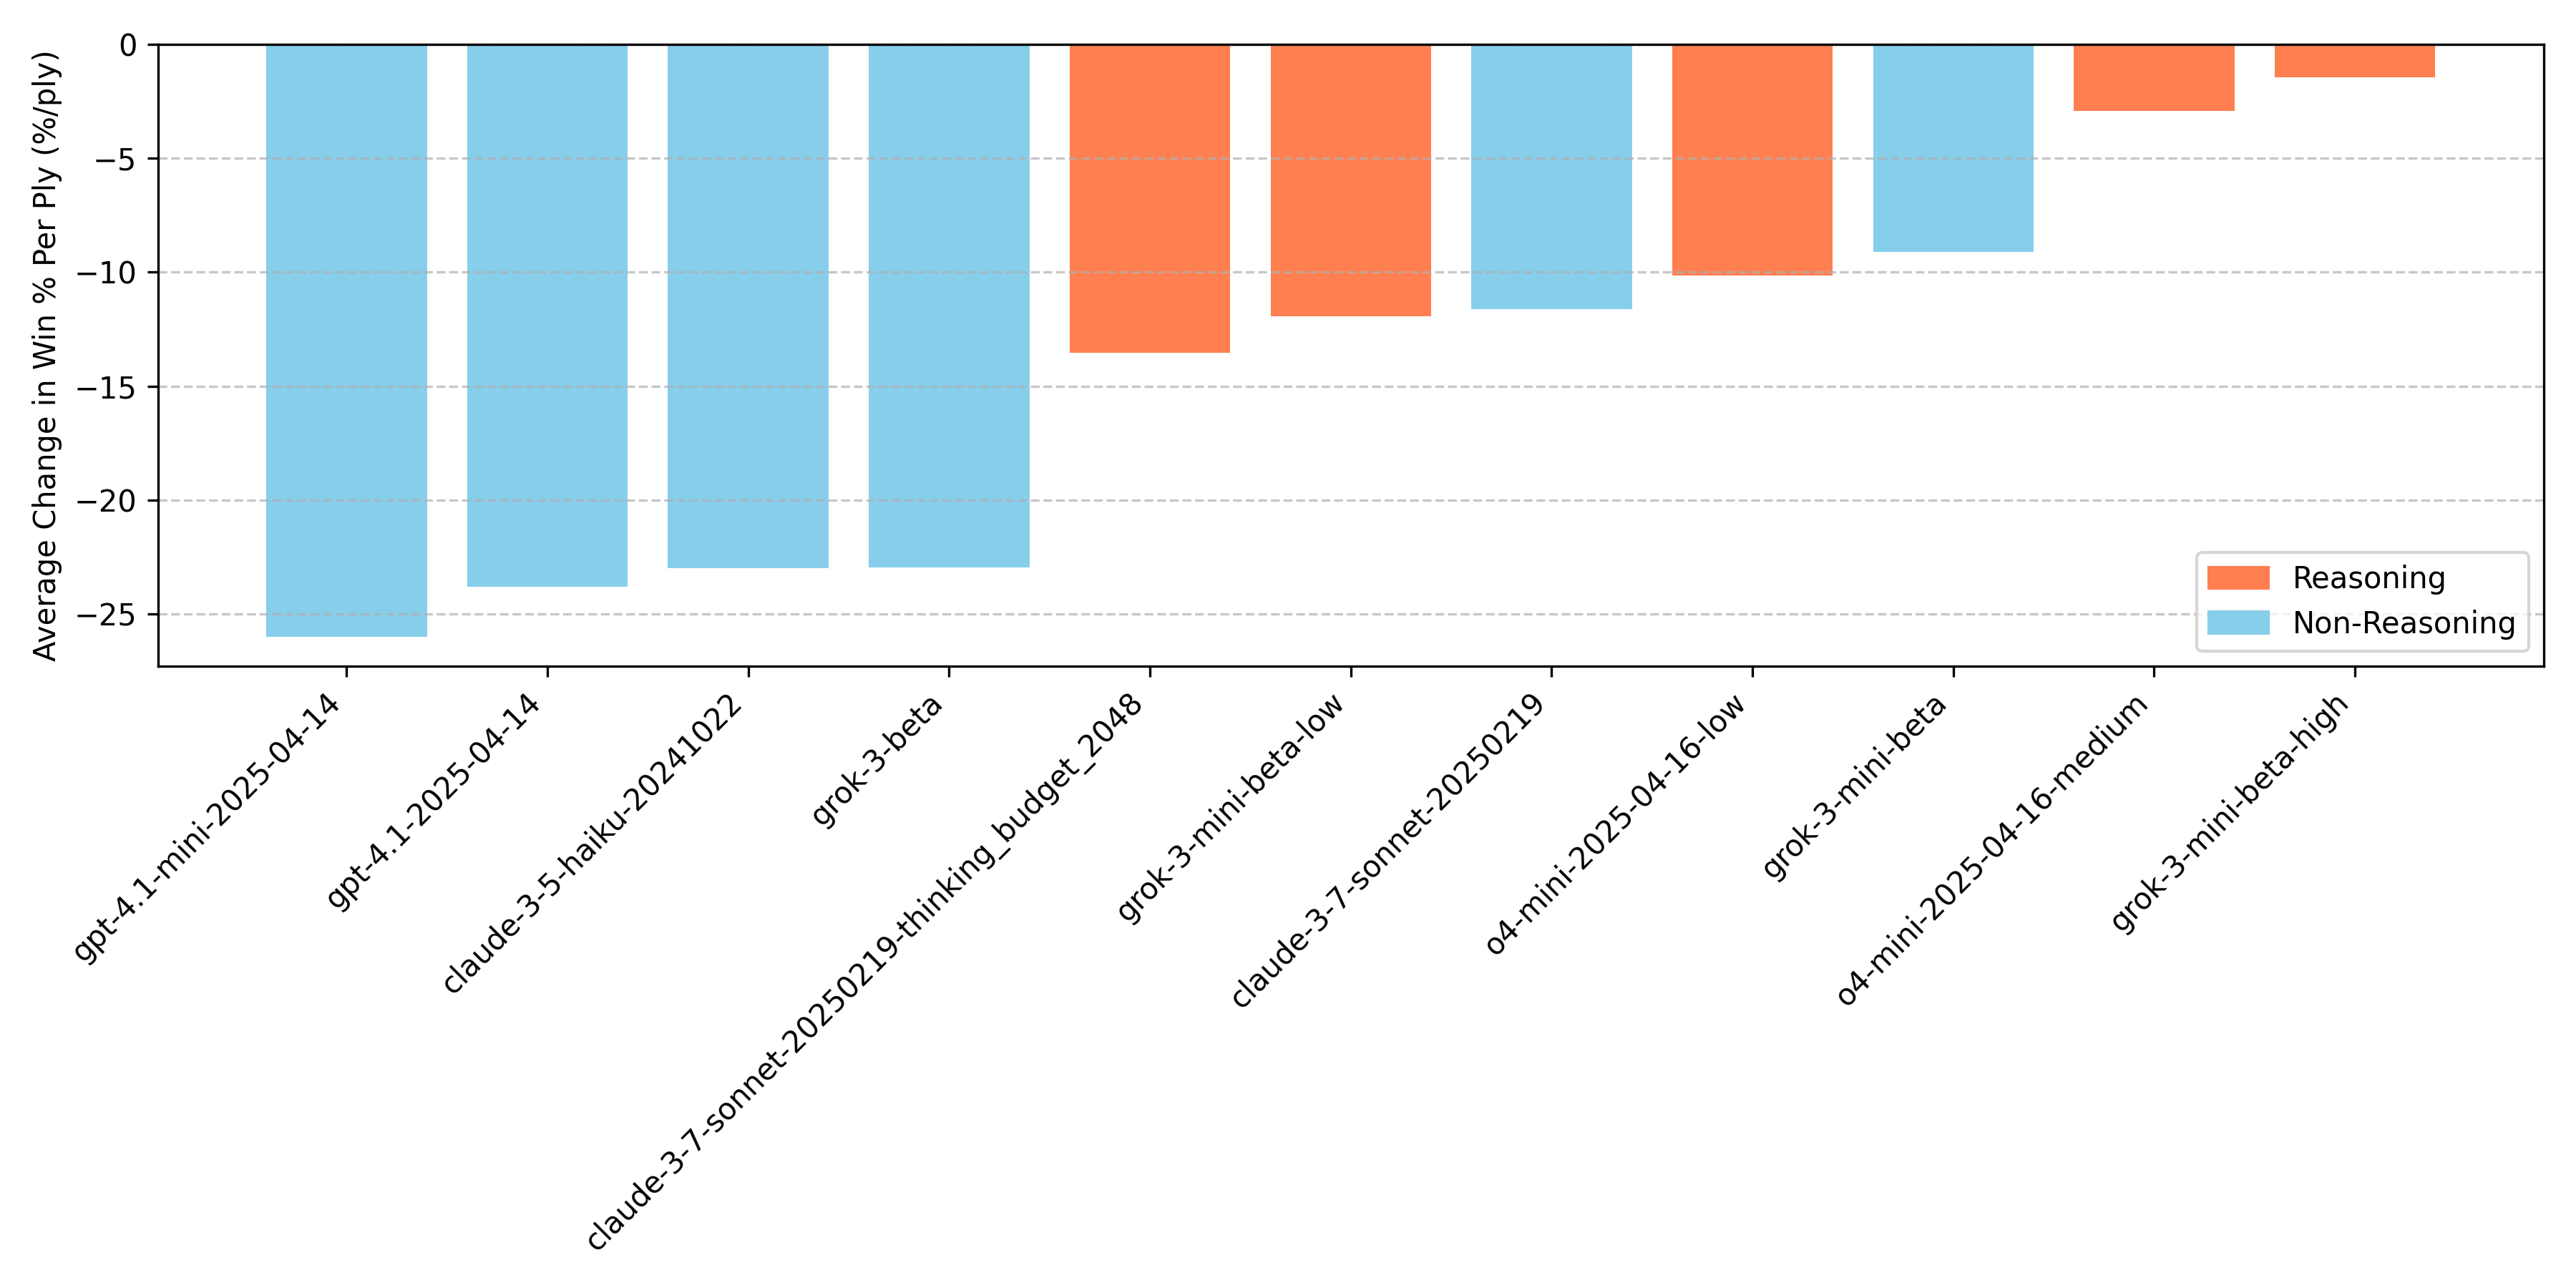 Average Change in Win % Per Ply (%/ply)
0
−5
−10
−15
−20
−25
Reasoning
Non-Reasoning
gpt-4.1-mini-2025-04-14
gpt-4.1-2025-04-14
claude-3-5-haiku-20241022
grok-3-beta
claude-3-7-sonnet-20250219-thinking_budget_2048
grok-3-mini-beta-low
claude-3-7-sonnet-20250219
o4-mini-2025-04-16-low
grok-3-mini-beta
o4-mini-2025-04-16-medium
grok-3-mini-beta-high